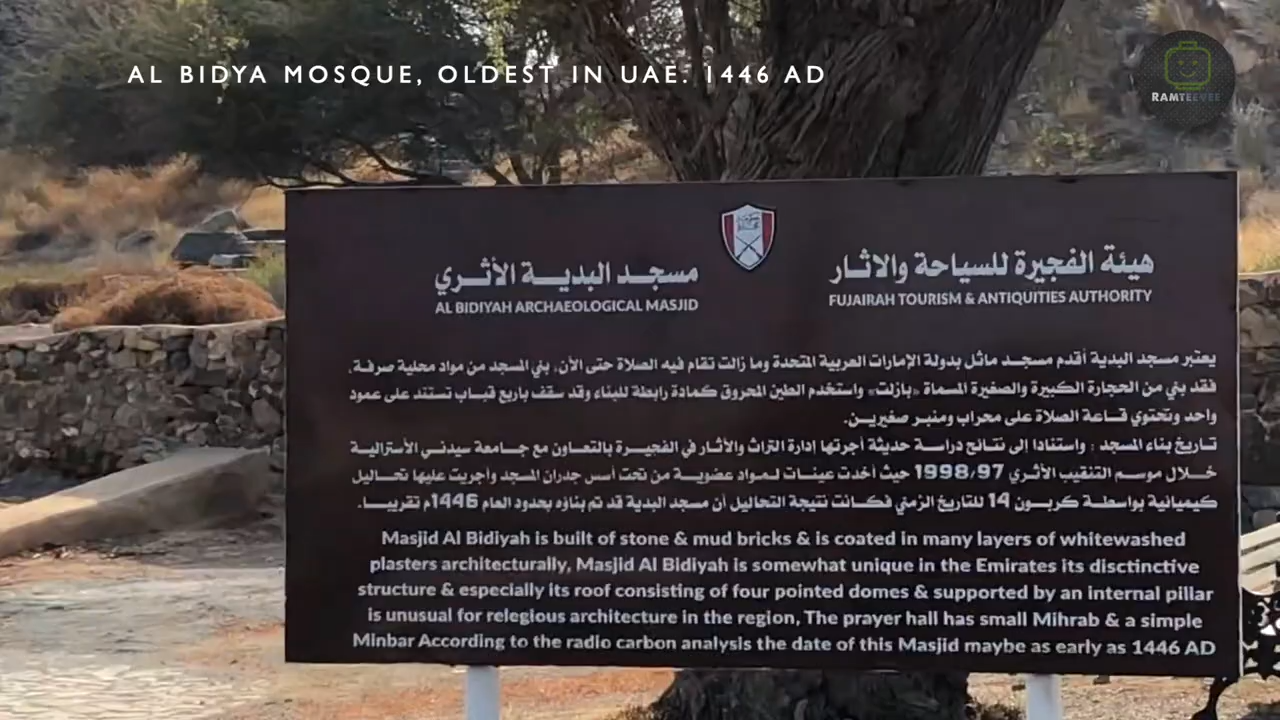 AL BIDYA MOSQUE, OLDEST IN UAE. 1446 AD
RAMTEEVEE
هيئة الفجيرة للسياحة والاثار
FUJAIRAH TOURISM & ANTIQUITIES AUTHORITY
مسجد البدية الأثري
AL BIDIYAH ARCHAEOLOGICAL MASJID
يعتبر مسجد البدية أقدم مسجد ماثل بدولة الإمارات العربية المتحدة وما زالت تقام فيه الصلاة حتى الأن، بني المسجد من مواد محلية صرفة،
فقد بني من الحجارة الكبيرة والصغيرة المسماة «بازلت» واستخدم الطين المحروق كمادة رابطة للبناء وقد سقف بأربع قباب تستند على عمود
واحد وتحتوي قاعة الصلاة على محراب ومنبر صغيرين.
تاريخ بناء المسجد : واستنادا إلى نتائج دراسة حديثة أجرتها إدارة التراث والأثار في الفجيرة بالتعاون مع جامعة سيدني الأسترالية
خلال موسم التنقيب الأثري 1998/97 حيث أخذت عينات لمواد عضوية من تحت أسس جدران المسجد وأجريت عليها تحاليل
كيميائية بواسطة كربون 14 للتاريخ الزمني فكانت نتيجة التحاليل أن مسجد البدية قد تم بناؤه بحدود العام 1446م تقريبا.
Masjid Al Bidiyah is built of stone & mud bricks & is coated in many layers of whitewashed
plasters architecturally, Masjid Al Bidiyah is somewhat unique in the Emirates its disctinctive
structure & especially its roof consisting of four pointed domes & supported by an internal pillar
is unusual for relegious architecture in the region, The prayer hall has small Mihrab & a simple
Minbar According to the radio carbon analysis the date of this Masjid maybe as early as 1446 AD